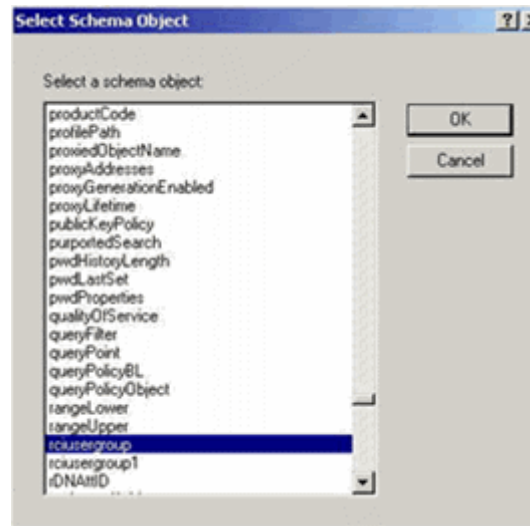 Select Schema Object
Select a schema object:
productCode
profilePath
proxiedObjectName
proxyAddresses
proxyGenerationEnabled
proxyLifetime
publicKeyPolicy
purportedSearch
pwdHistoryLength
pwdLastSet
pwdProperties
qualityOfService
queryFilter
queryPoint
queryPolicyBL
queryPolicyObject
rangeLower
rangeUpper
rciusergroup
rciusergroup1
rDNAttID
OK
Cancel